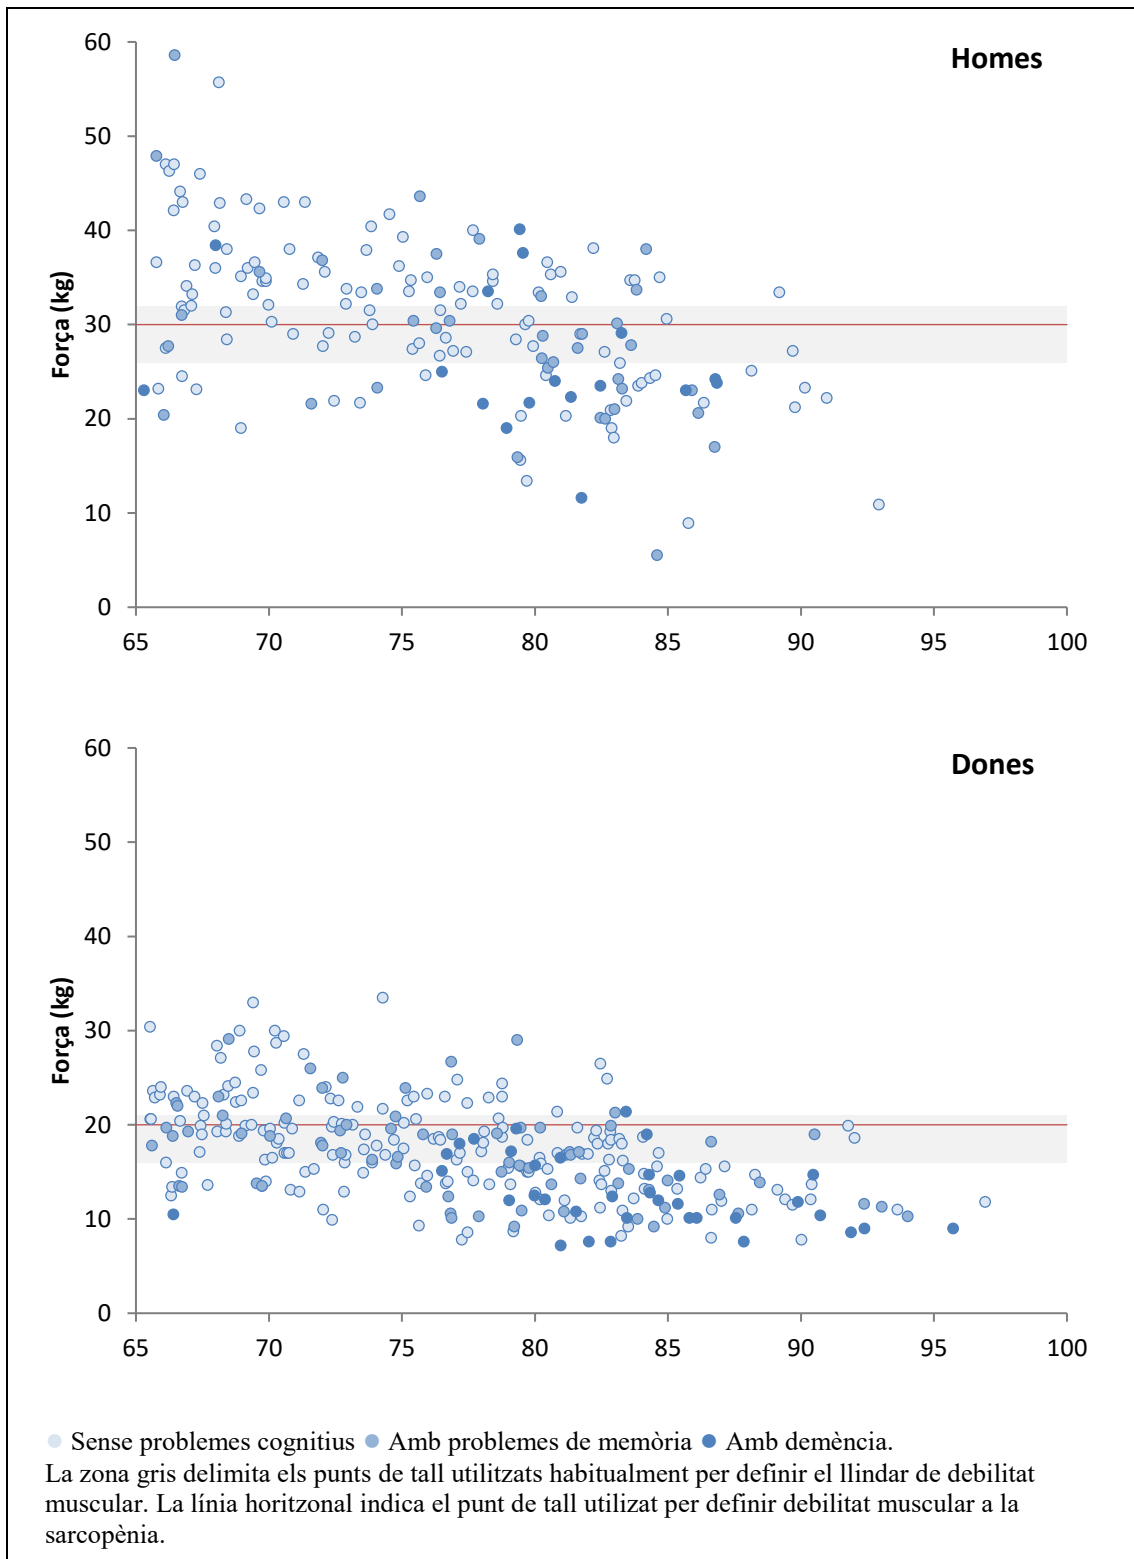 Homes
Força (kg)
60
50
40
30
20
10
0
65 70 75 80 85 90 95 100
Dones
Força (kg)
60
50
40
30
20
10
0
65 70 75 80 85 90 95 100
Sense problemes cognitius Amb problemes de memòria Amb demència.
La zona gris delimita els punts de tall utilitzats habitualment per definir el llindar de debilitat
muscular. La línia horitzonal indica el punt de tall utilizat per definir debilitat muscular a la
sarcopènia.